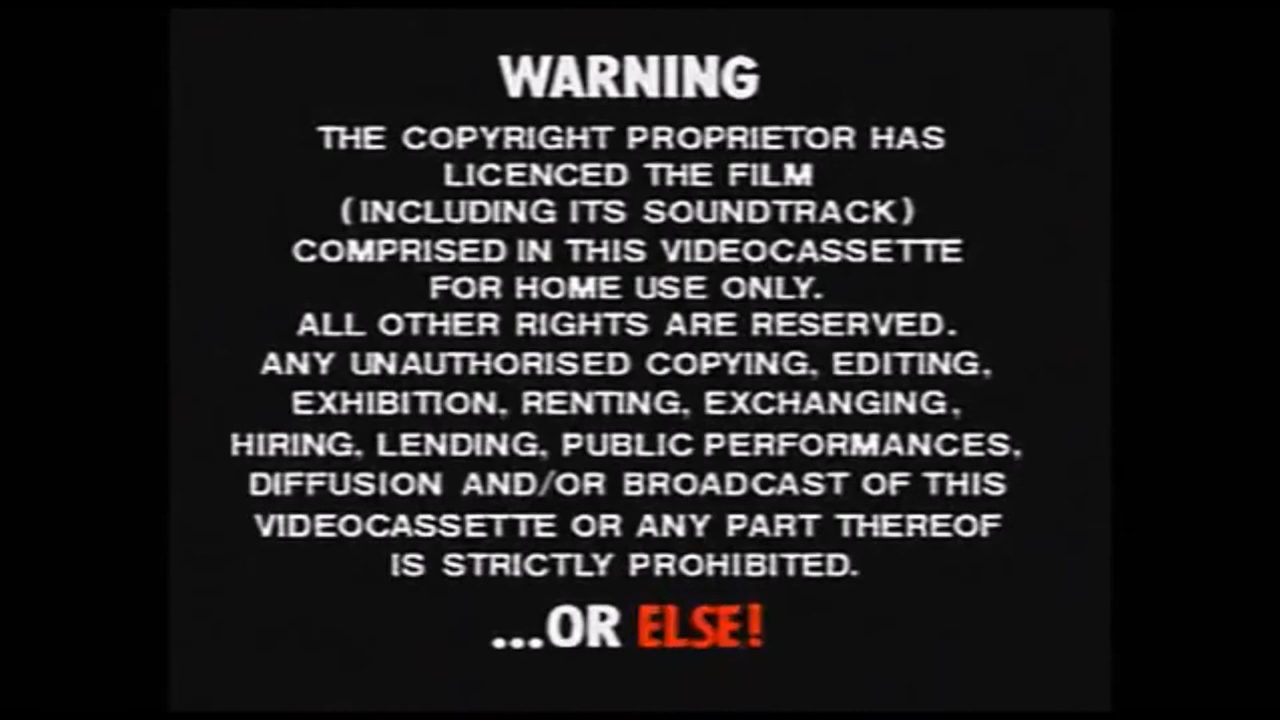 WARNING
THE COPYRIGHT PROPRIETOR HAS
LICENCED THE FILM
(INCLUDING ITS SOUNDTRACK)
COMPRISED IN THIS VIDEOCASSETTE
FOR HOME USE ONLY.
ALL OTHER RIGHTS ARE RESERVED.
ANY UNAUTHORISED COPYING, EDITING,
EXHIBITION, RENTING, EXCHANGING,
HIRING, LENDING, PUBLIC PERFORMANCES,
DIFFUSION AND/OR BROADCAST OF THIS
VIDEOCASSETTE OR ANY PART THEREOF
IS STRICTLY PROHIBITED.
...OR ELSE!